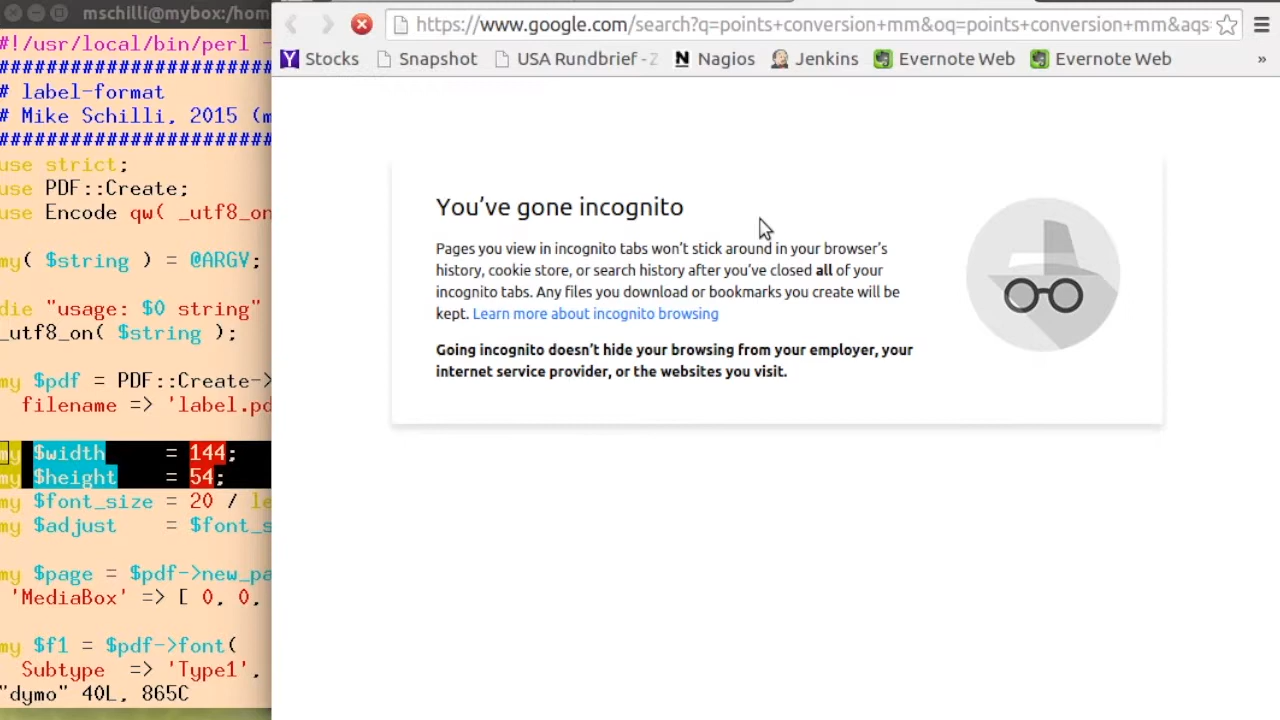 mschilli@mybox:/hom
#!/usr/local/bin/perl -
#######################
# label-format
# Mike Schilli, 2015 (m
#######################
use strict;
use PDF::Create;
use Encode qw( _utf8_on
my( $string ) = @ARGV;
die "usage: $0 string"
_utf8_on( $string );
my $pdf = PDF::Create->
filename => 'label.pd
my $width = 144;
my $height = 54;
my $font_size = 20 / le
my $adjust = $font_s
my $page = $pdf->new_pa
'MediaBox' => [ 0, 0,
my $f1 = $pdf->font(
Subtype => 'Type1',
"dymo" 40L, 865C
https://www.google.com/search?q=points+conversion+mm&oq=points+conversion+mm&aqs
Stocks Snapshot USA Rundbrief - Z Nagios Jenkins Evernote Web Evernote Web »
You've gone incognito
Pages you view in incognito tabs won't stick around in your browser's
history, cookie store, or search history after you've closed all of your
incognito tabs. Any files you download or bookmarks you create will be
kept. Learn more about incognito browsing
Going incognito doesn't hide your browsing from your employer, your
internet service provider, or the websites you visit.